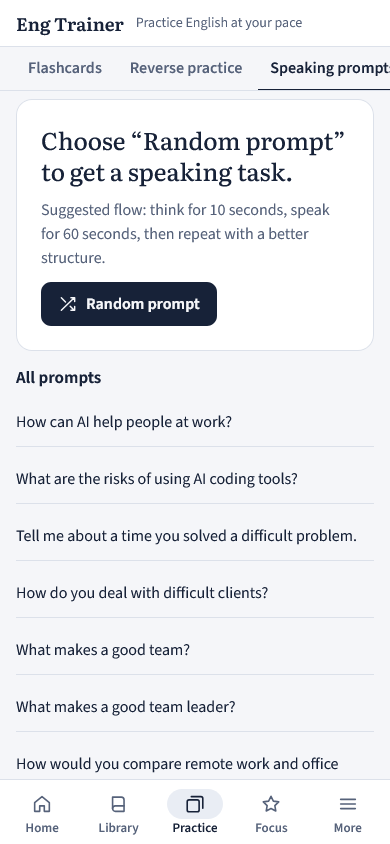 Eng Trainer
Practice English at your pace
Flashcards
Reverse practice
Speaking prompts
Choose “Random prompt”
to get a speaking task.
Suggested flow: think for 10 seconds, speak
for 60 seconds, then repeat with a better
structure.
Random prompt
All prompts
How can AI help people at work?
What are the risks of using AI coding tools?
Tell me about a time you solved a difficult problem.
How do you deal with difficult clients?
What makes a good team?
What makes a good team leader?
How would you compare remote work and office
Home
Library
Practice
Focus
More